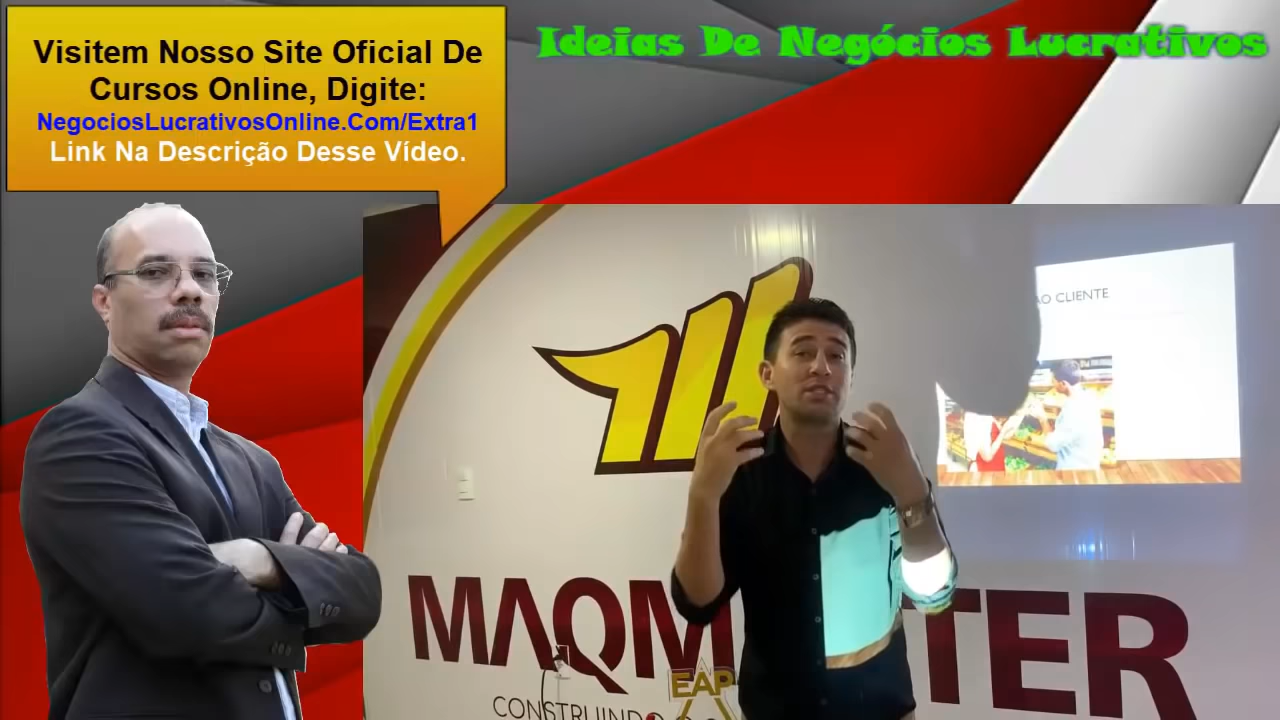 Visitem Nosso Site Oficial De
Cursos Online, Digite:
NegociosLucrativosOnline.Com/Extra1
Link Na Descrição Desse Vídeo.
Ideias De Negócios Lucrativos
AO CLIENTE
EAP